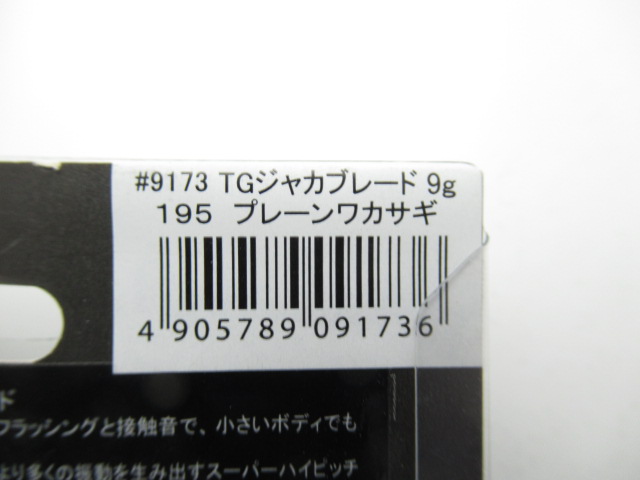 #9173 TGジャカブレード 9g
195 プレーンワカサギ
4 905789 091736
ド
フラッシングと接触音で、小さいボディでも
より多くの振動を生み出すスーパーハイピッチ